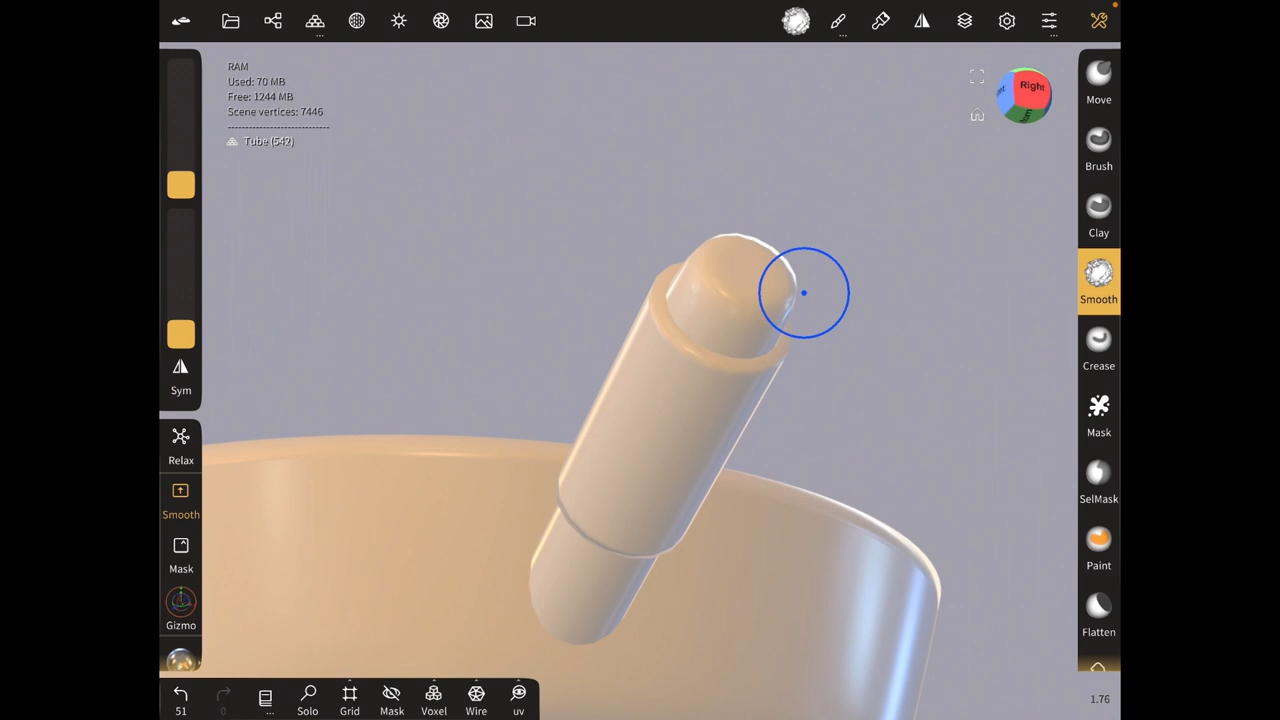 ...
...
...
RAM
Used: 70 MB
Free: 1244 MB
Scene vertices: 7446
------------------------------
Tube (542)
Right
Move
Brush
Clay
Smooth
Crease
Mask
SelMask
Paint
Flatten
Sym
Relax
Smooth
Mask
Gizmo
51
0
...
Solo
Grid
Mask
Voxel
Wire
uv
1.76